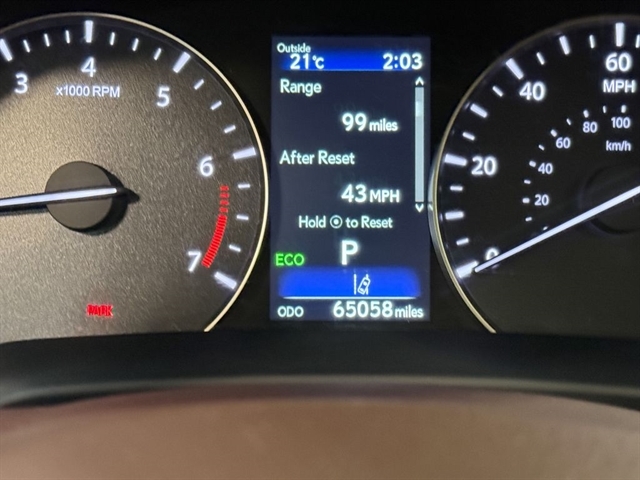 Outside
21°C 2:03
Range
99 miles
After Reset
43 MPH
Hold to Reset
P
ECO
ODO 65058 miles
3 4 5 6 7
x1000 RPM
0 20 40 60
MPH
20 40 60 80 100
km/h